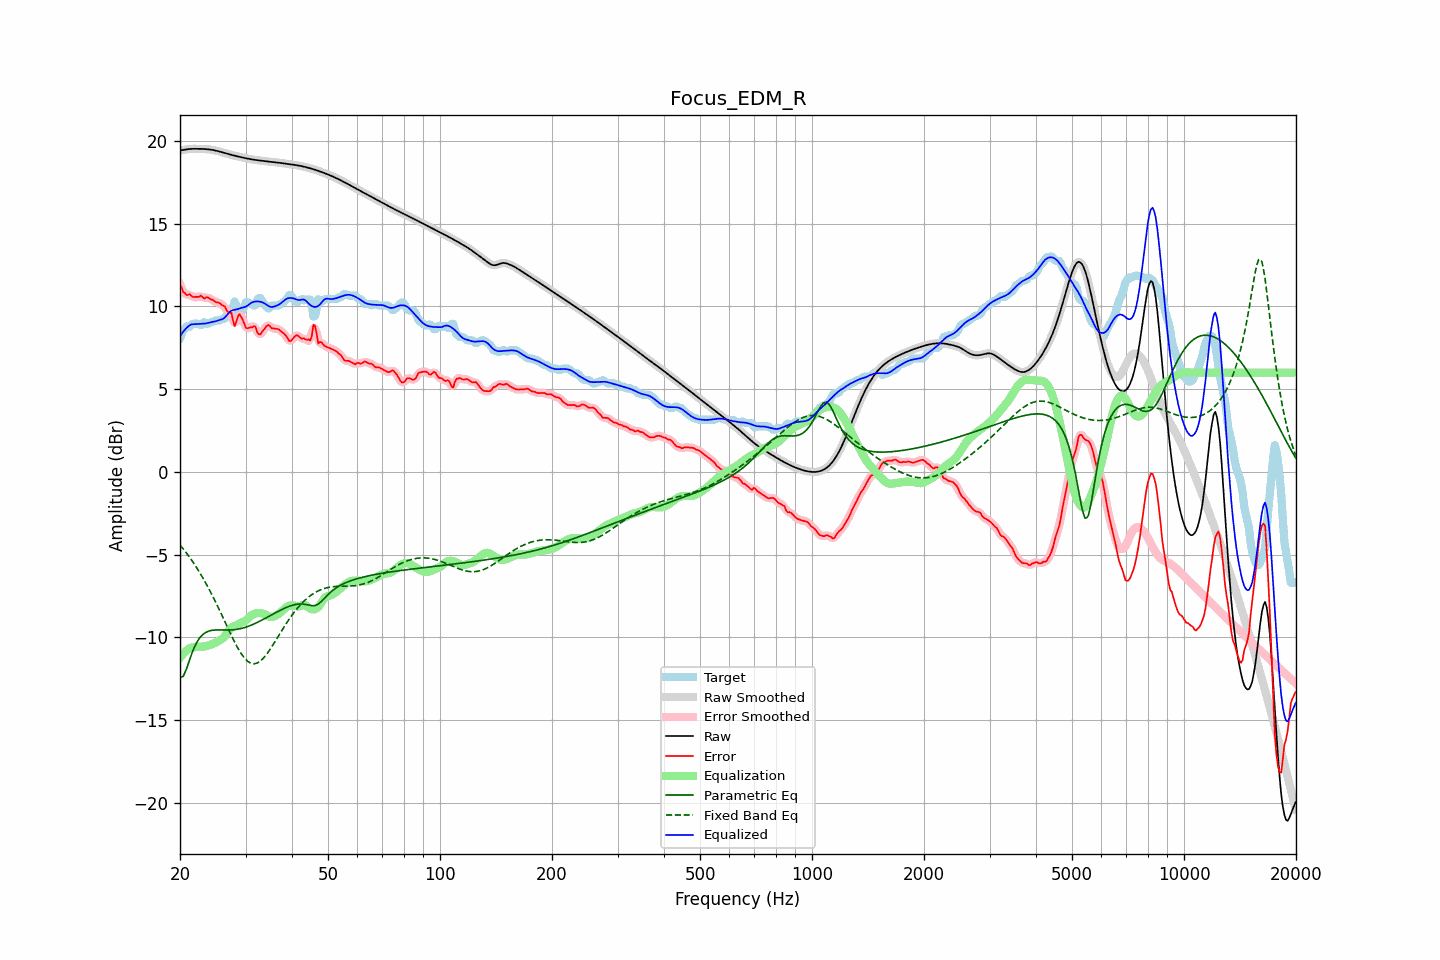 Focus_EDM_R
20
15
10
5
0
−5
−10
−15
−20
Amplitude (dBr)
Target
Raw Smoothed
Error Smoothed
Raw
Error
Equalization
Parametric Eq
Fixed Band Eq
Equalized
20 50 100 200 500 1000 2000 5000 10000 20000
Frequency (Hz)